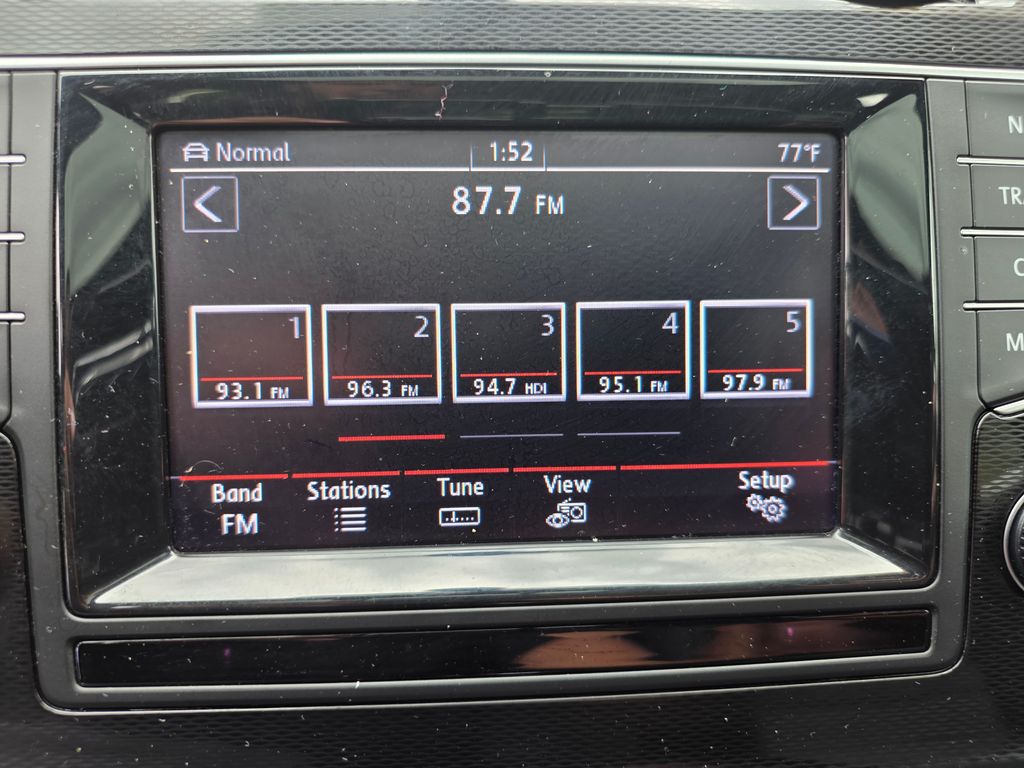 Normal 1:52 77°F
87.7 FM
1 2 3 4 5
93.1 FM 96.3 FM 94.7 HDI 95.1 FM 97.9 FM
Band Stations Tune View Setup
FM